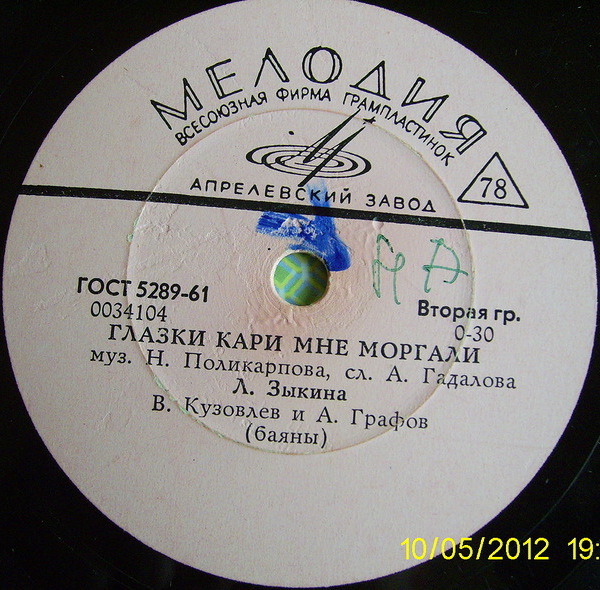 МЕЛОДИЯ
ВСЕСОЮЗНАЯ ФИРМА ГРАМПЛАСТИНОК
АПРЕЛЕВСКИЙ ЗАВОД
78
НА
ГОСТ 5289-61
0034104
Вторая гр.
0-30
ГЛАЗКИ КАРИ МНЕ МОРГАЛИ
муз. Н. Поликарпова, сл. А. Гадалова
Л. Зыкина
В. Кузовлев и А. Графов
(баяны)
10/05/2012 19: